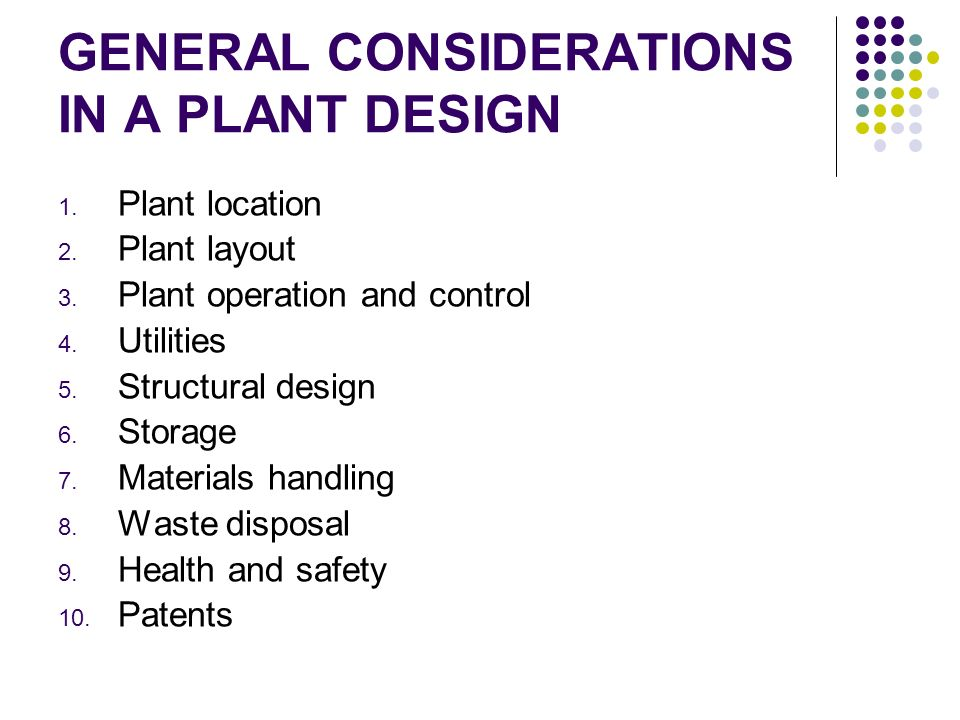 GENERAL CONSIDERATIONS
IN A PLANT DESIGN
1. Plant location
2. Plant layout
3. Plant operation and control
4. Utilities
5. Structural design
6. Storage
7. Materials handling
8. Waste disposal
9. Health and safety
10. Patents